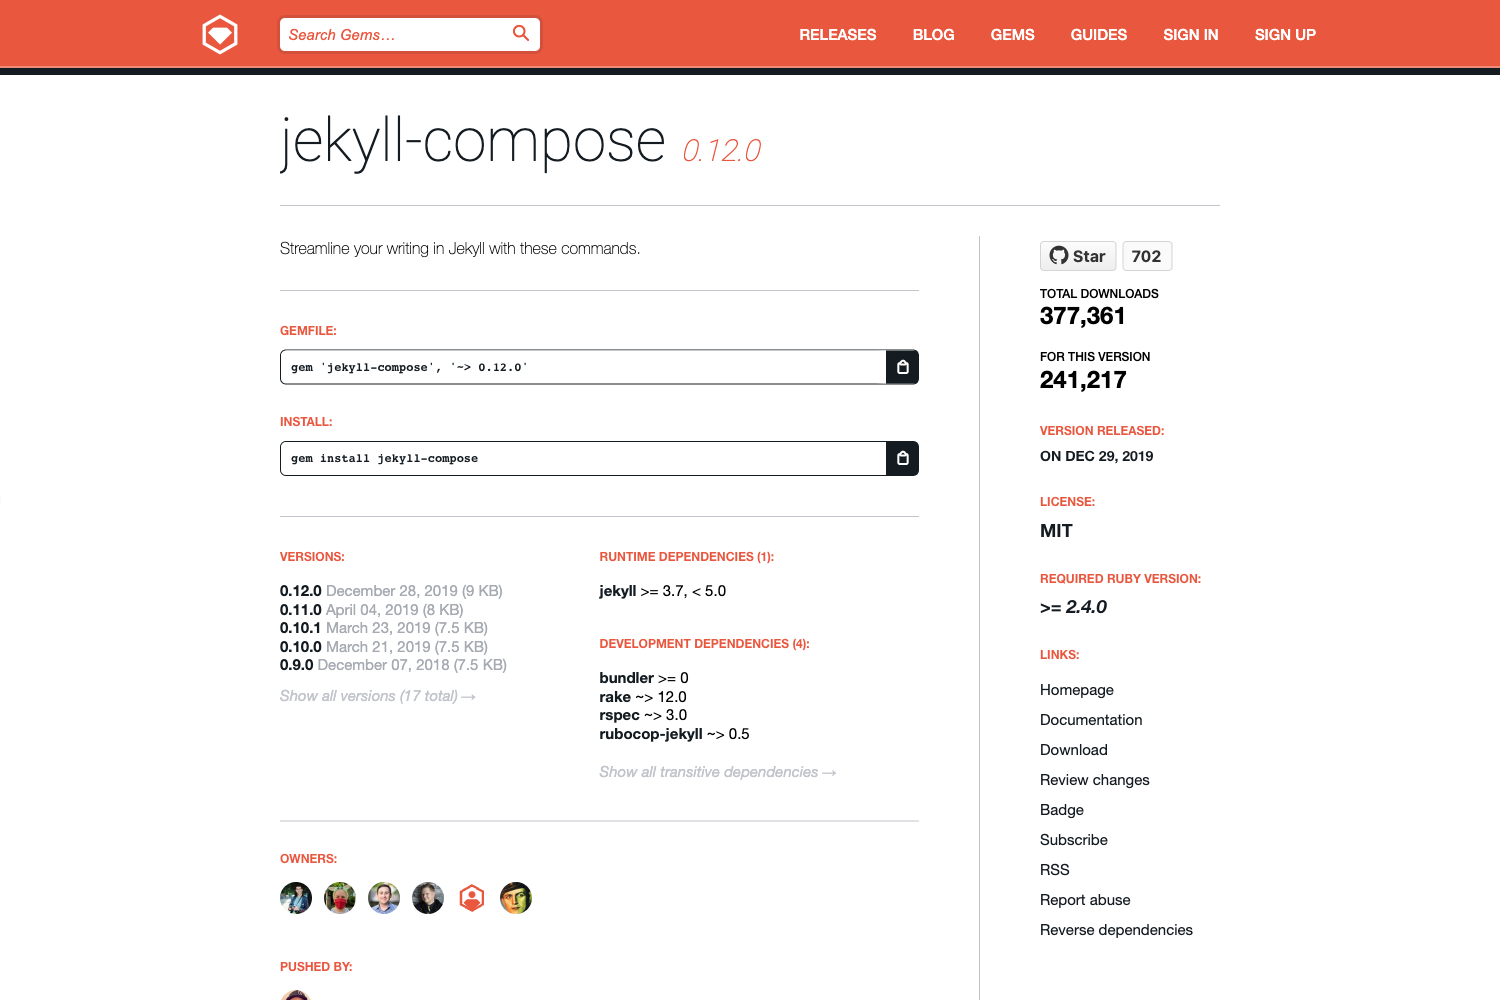 Search Gems…
RELEASES
BLOG
GEMS
GUIDES
SIGN IN
SIGN UP
jekyll-compose 0.12.0
Streamline your writing in Jekyll with these commands.
GEMFILE:
gem 'jekyll-compose', '~> 0.12.0'
INSTALL:
gem install jekyll-compose
VERSIONS:
0.12.0 December 28, 2019 (9 KB)
0.11.0 April 04, 2019 (8 KB)
0.10.1 March 23, 2019 (7.5 KB)
0.10.0 March 21, 2019 (7.5 KB)
0.9.0 December 07, 2018 (7.5 KB)
Show all versions (17 total) →
RUNTIME DEPENDENCIES (1):
jekyll >= 3.7, < 5.0
DEVELOPMENT DEPENDENCIES (4):
bundler >= 0
rake ~> 12.0
rspec ~> 3.0
rubocop-jekyll ~> 0.5
Show all transitive dependencies →
OWNERS:
PUSHED BY:
Star 702
TOTAL DOWNLOADS
377,361
FOR THIS VERSION
241,217
VERSION RELEASED:
ON DEC 29, 2019
LICENSE:
MIT
REQUIRED RUBY VERSION:
>= 2.4.0
LINKS:
Homepage
Documentation
Download
Review changes
Badge
Subscribe
RSS
Report abuse
Reverse dependencies